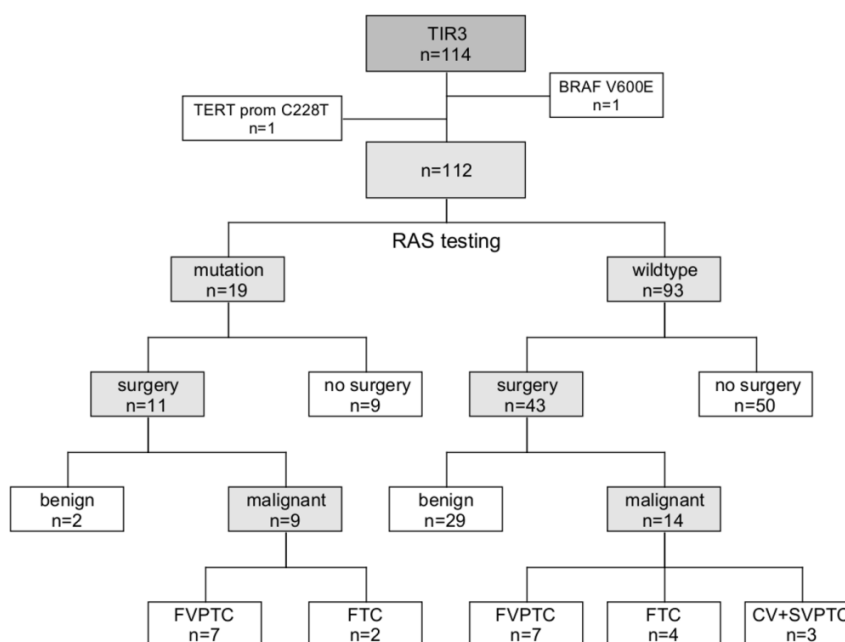 TIR3
n=114
BRAF V600E
n=1
TERT prom C228T
n=1
n=112
RAS testing
mutation
n=19
wildtype
n=93
surgery
n=11
no surgery
n=9
surgery
n=43
no surgery
n=50
benign
n=2
malignant
n=9
benign
n=29
malignant
n=14
FVPTC
n=7
FTC
n=2
FVPTC
n=7
FTC
n=4
CV+SVPTC
n=3